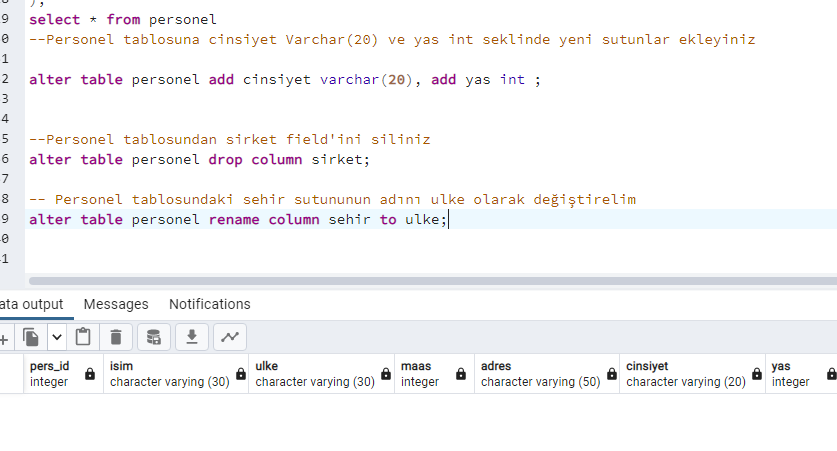 );
9 select * from personel
0 --Personel tablosuna cinsiyet Varchar(20) ve yas int seklinde yeni sutunlar ekleyiniz
1
2 alter table personel add cinsiyet varchar(20), add yas int ;
3
4
5 --Personel tablosundan sirket field'ini siliniz
6 alter table personel drop column sirket;
7
8 -- Personel tablosundaki sehir sutununun adını ulke olarak değiştirelim
9 alter table personel rename column sehir to ulke;
0
1
ata output Messages Notifications
pers_id isim ulke maas adres cinsiyet yas
integer character varying (30) character varying (30) integer character varying (50) character varying (20) integer